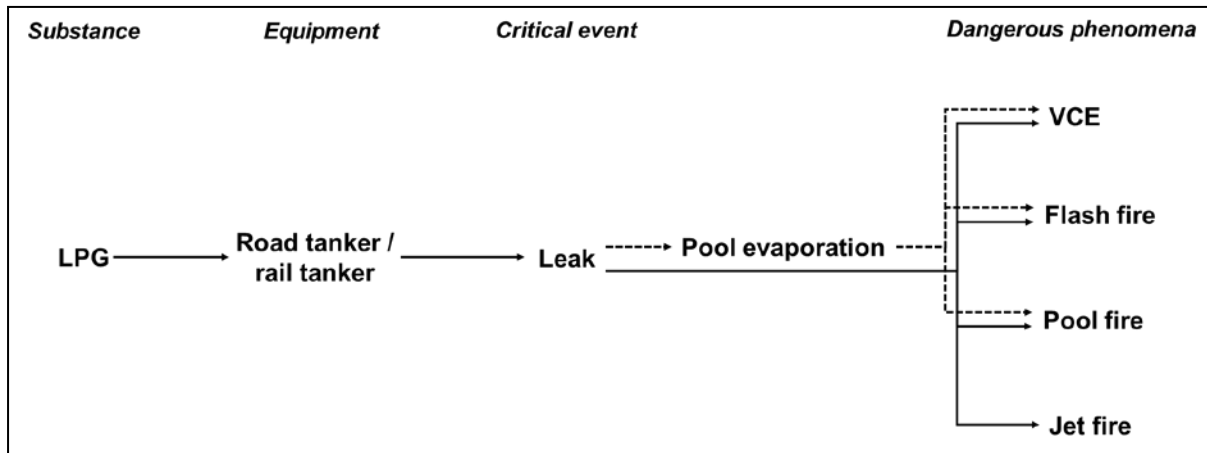 Substance Equipment Critical event Dangerous phenomena
VCE
Flash fire
Road tanker /
rail tanker
LPG
Leak
Pool evaporation
Pool fire
Jet fire